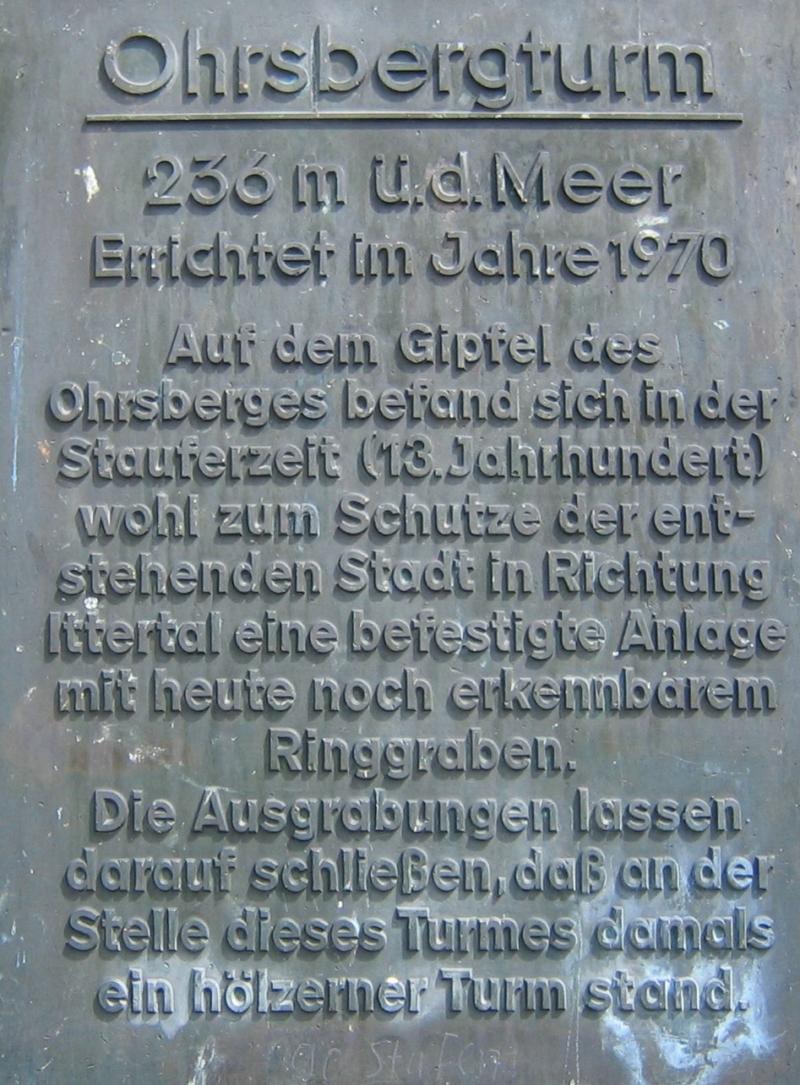 Ohrsbergturm
236 m ü.d.Meer
Errichtet im Jahre 1970
Auf dem Gipfel des
Ohrsberges befand sich in der
Stauferzeit (13.Jahrhundert)
wohl zum Schutze der ent-
stehenden Stadt in Richtung
Ittertal eine befestigte Anlage
mit heute noch erkennbarem
Ringgraben.
Die Ausgrabungen lassen
darauf schließen, daß an der
Stelle dieses Turmes damals
ein hölzerner Turm stand.